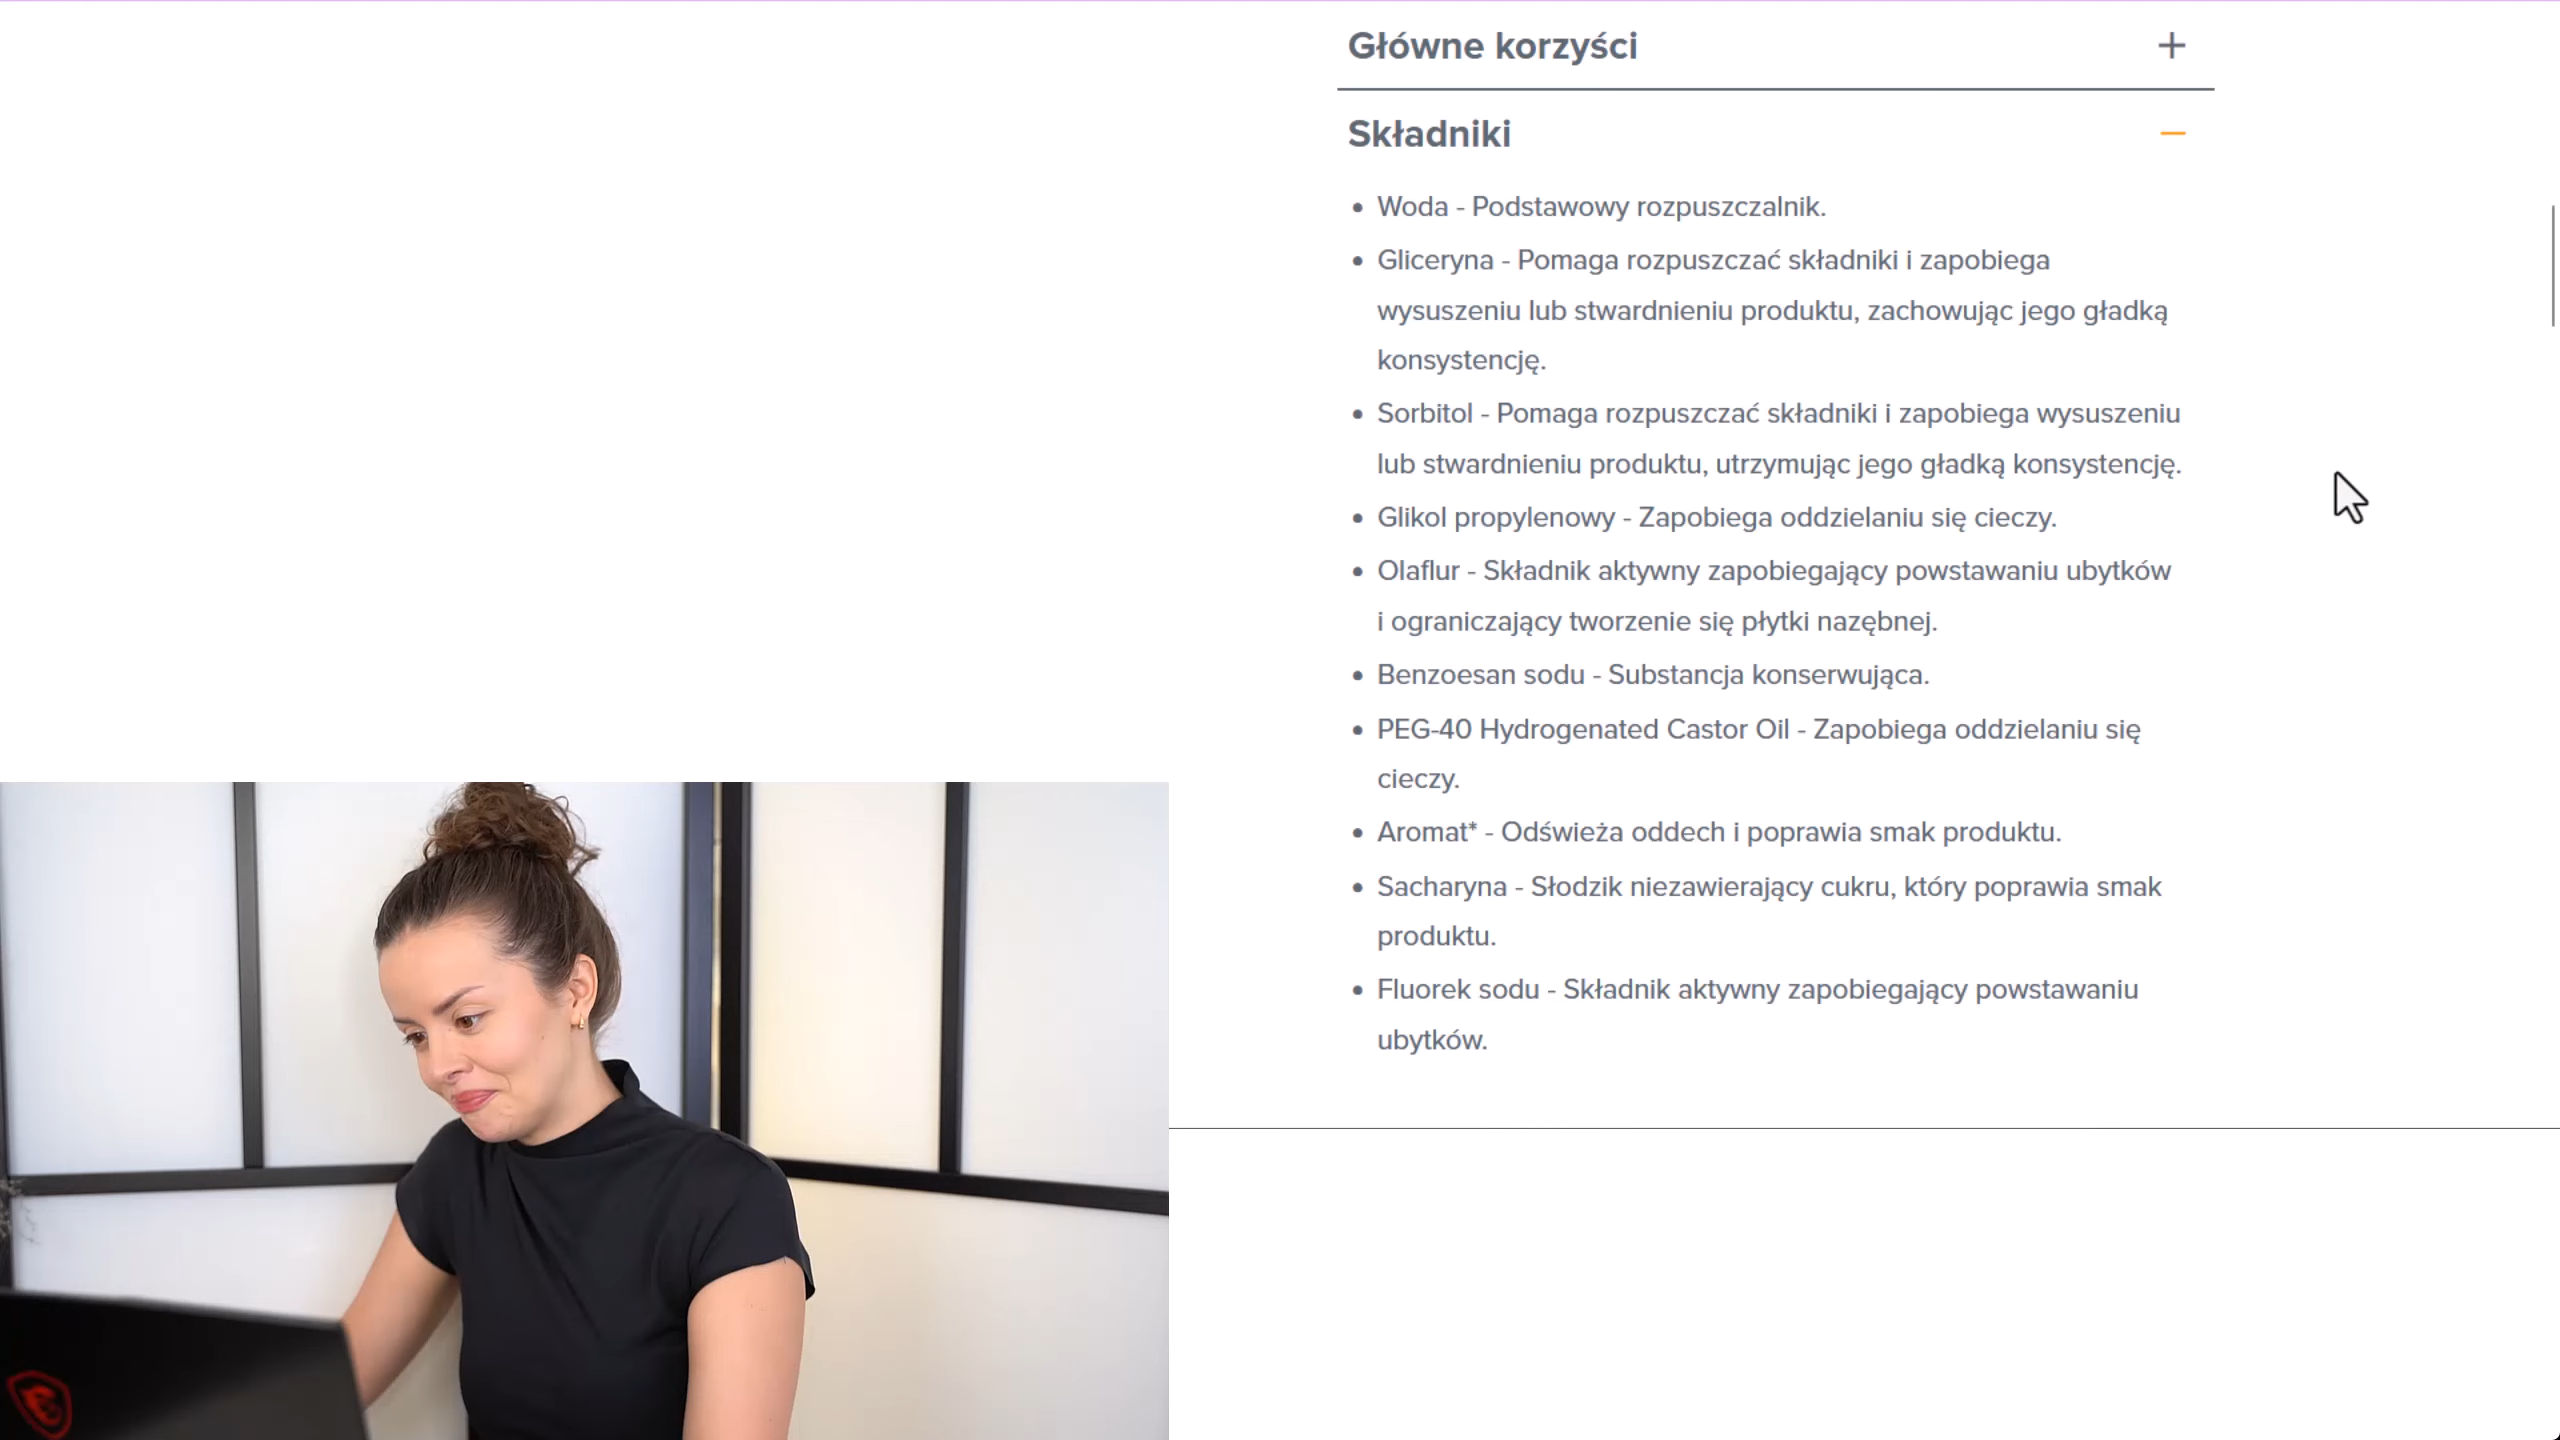 Główne korzyści
Składniki
Woda - Podstawowy rozpuszczalnik.
Gliceryna - Pomaga rozpuszczać składniki i zapobiega
wysuszeniu lub stwardnieniu produktu, zachowując jego gładką
konsystencję.
Sorbitol - Pomaga rozpuszczać składniki i zapobiega wysuszeniu
lub stwardnieniu produktu, utrzymując jego gładką konsystencję.
Glikol propylenowy - Zapobiega oddzielaniu się cieczy.
Olaflur - Składnik aktywny zapobiegający powstawaniu ubytków
i ograniczający tworzenie się płytki nazębnej.
Benzoesan sodu - Substancja konserwująca.
PEG-40 Hydrogenated Castor Oil - Zapobiega oddzielaniu się
cieczy.
Aromat* - Odświeża oddech i poprawia smak produktu.
Sacharyna - Słodzik niezawierający cukru, który poprawia smak
produktu.
Fluorek sodu - Składnik aktywny zapobiegający powstawaniu
ubytków.